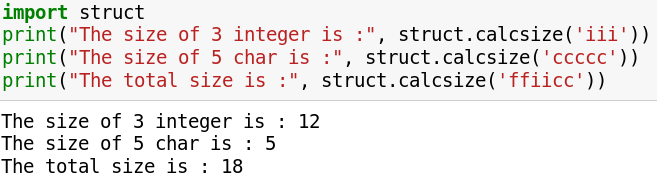 import struct
print("The size of 3 integer is :", struct.calcsize('iii'))
print("The size of 5 char is :", struct.calcsize('ccccc'))
print("The total size is :", struct.calcsize('ffiicc'))
The size of 3 integer is : 12
The size of 5 char is : 5
The total size is : 18